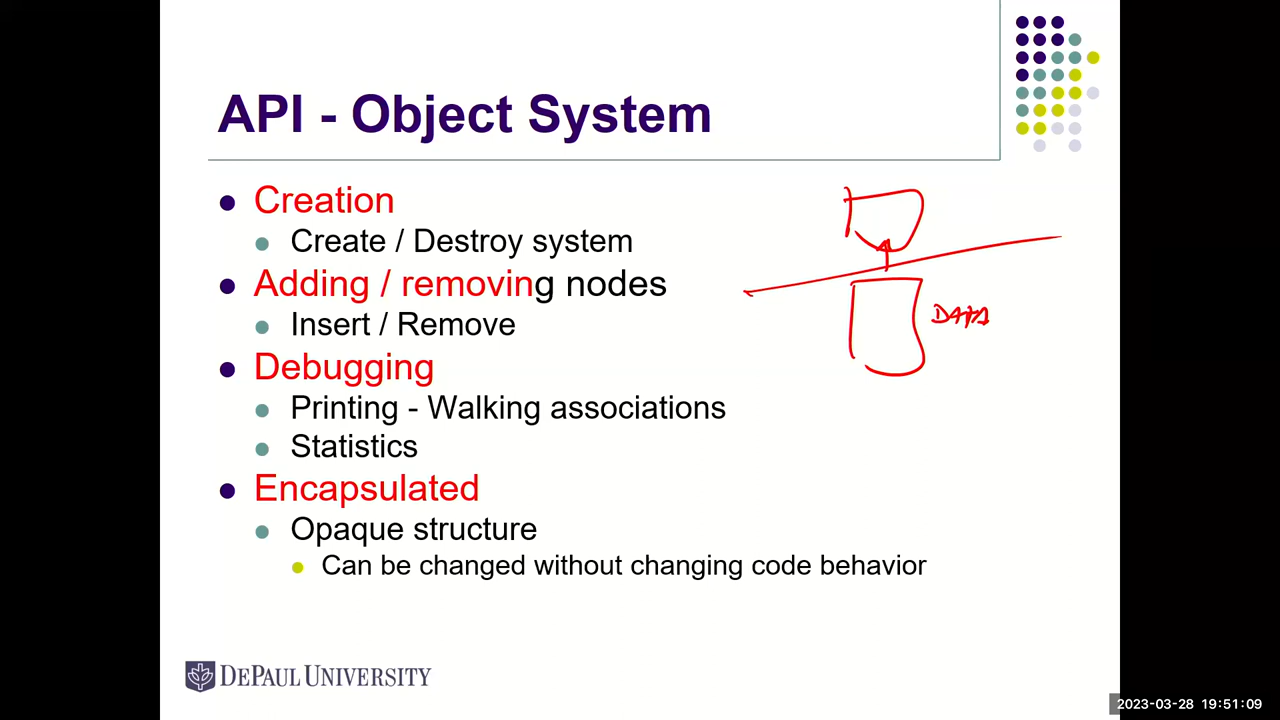 API - Object System
Creation
Create / Destroy system
Adding / removing nodes
Insert / Remove
Debugging
Printing - Walking associations
Statistics
Encapsulated
Opaque structure
Can be changed without changing code behavior
DATA
DEPAUL UNIVERSITY
2023-03-28 19:51:09